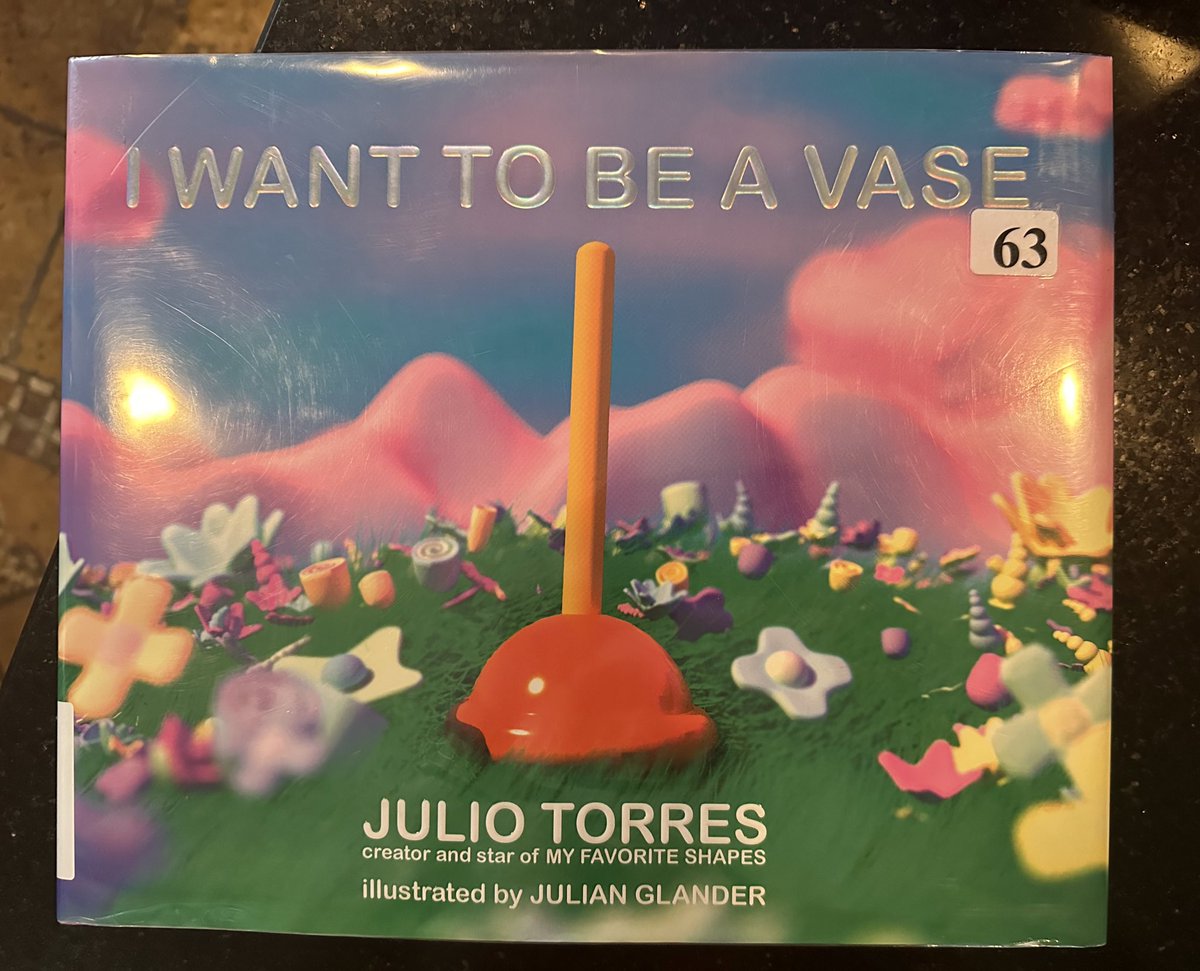 I WANT TO BE A VASE
63
JULIO TORRES
creator and star of MY FAVORITE SHAPES
illustrated by JULIAN GLANDER